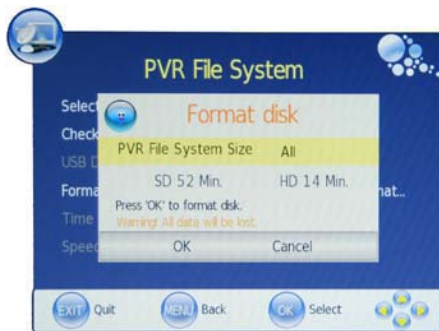 PVR File System
Select
Format disk
Check
PVR File System Size All
USB D
SD 52 Min. HD 14 Min.
Forma
nat...
Press 'OK' to format disk.
Time
Warning! All data will be lost.
Speed
OK Cancel
EXIT Quit MENU Back OK Select